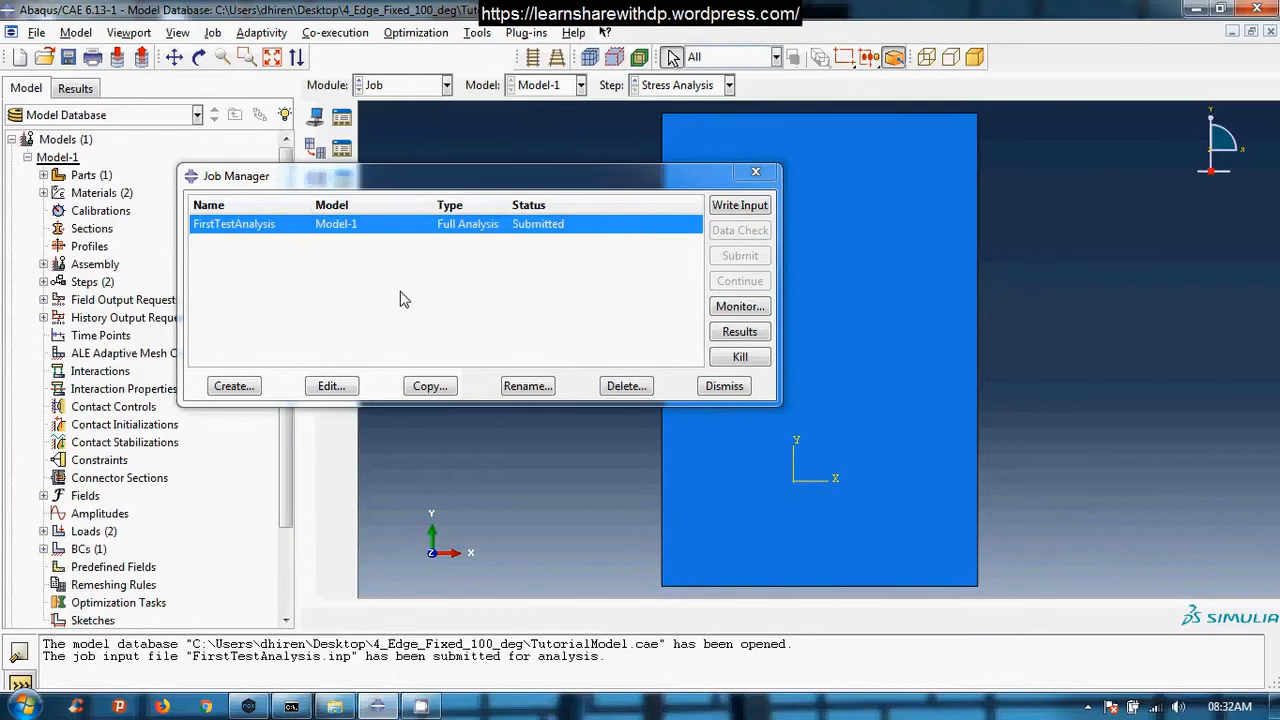 Abaqus/CAE 6.13-1 - Model Database: C:\Users\dhiren\Desktop\4_Edge_Fixed_100_deg\Tu
https://learnsharewithdp.wordpress.com/
File Model Viewport View Job Adaptivity Co-execution Optimization Tools Plug-ins Help
All
Model Results
Module: Job Model: Model-1 Step: Stress Analysis
Model Database
Models (1)
Model-1
Parts (1)
Materials (2)
Calibrations
Sections
Profiles
Assembly
Steps (2)
Field Output Request
History Output Reque
Time Points
ALE Adaptive Mesh C
Interactions
Interaction Properties
Contact Controls
Contact Initializations
Contact Stabilizations
Constraints
Connector Sections
Fields
Amplitudes
Loads (2)
BCs (1)
Predefined Fields
Remeshing Rules
Optimization Tasks
Sketches
Job Manager
Name Model Type Status
FirstTestAnalysis Model-1 Full Analysis Submitted
Write Input
Data Check
Submit
Continue
Monitor...
Results
Kill
Create... Edit... Copy... Rename... Delete... Dismiss
Y
X
Y
X
Y
Z
X
SIMULIA
The model database "C:\Users\dhiren\Desktop\4_Edge_Fixed_100_deg\TutorialModel.cae" has been opened.
The job input file "FirstTestAnalysis.inp" has been submitted for analysis.
08:32AM